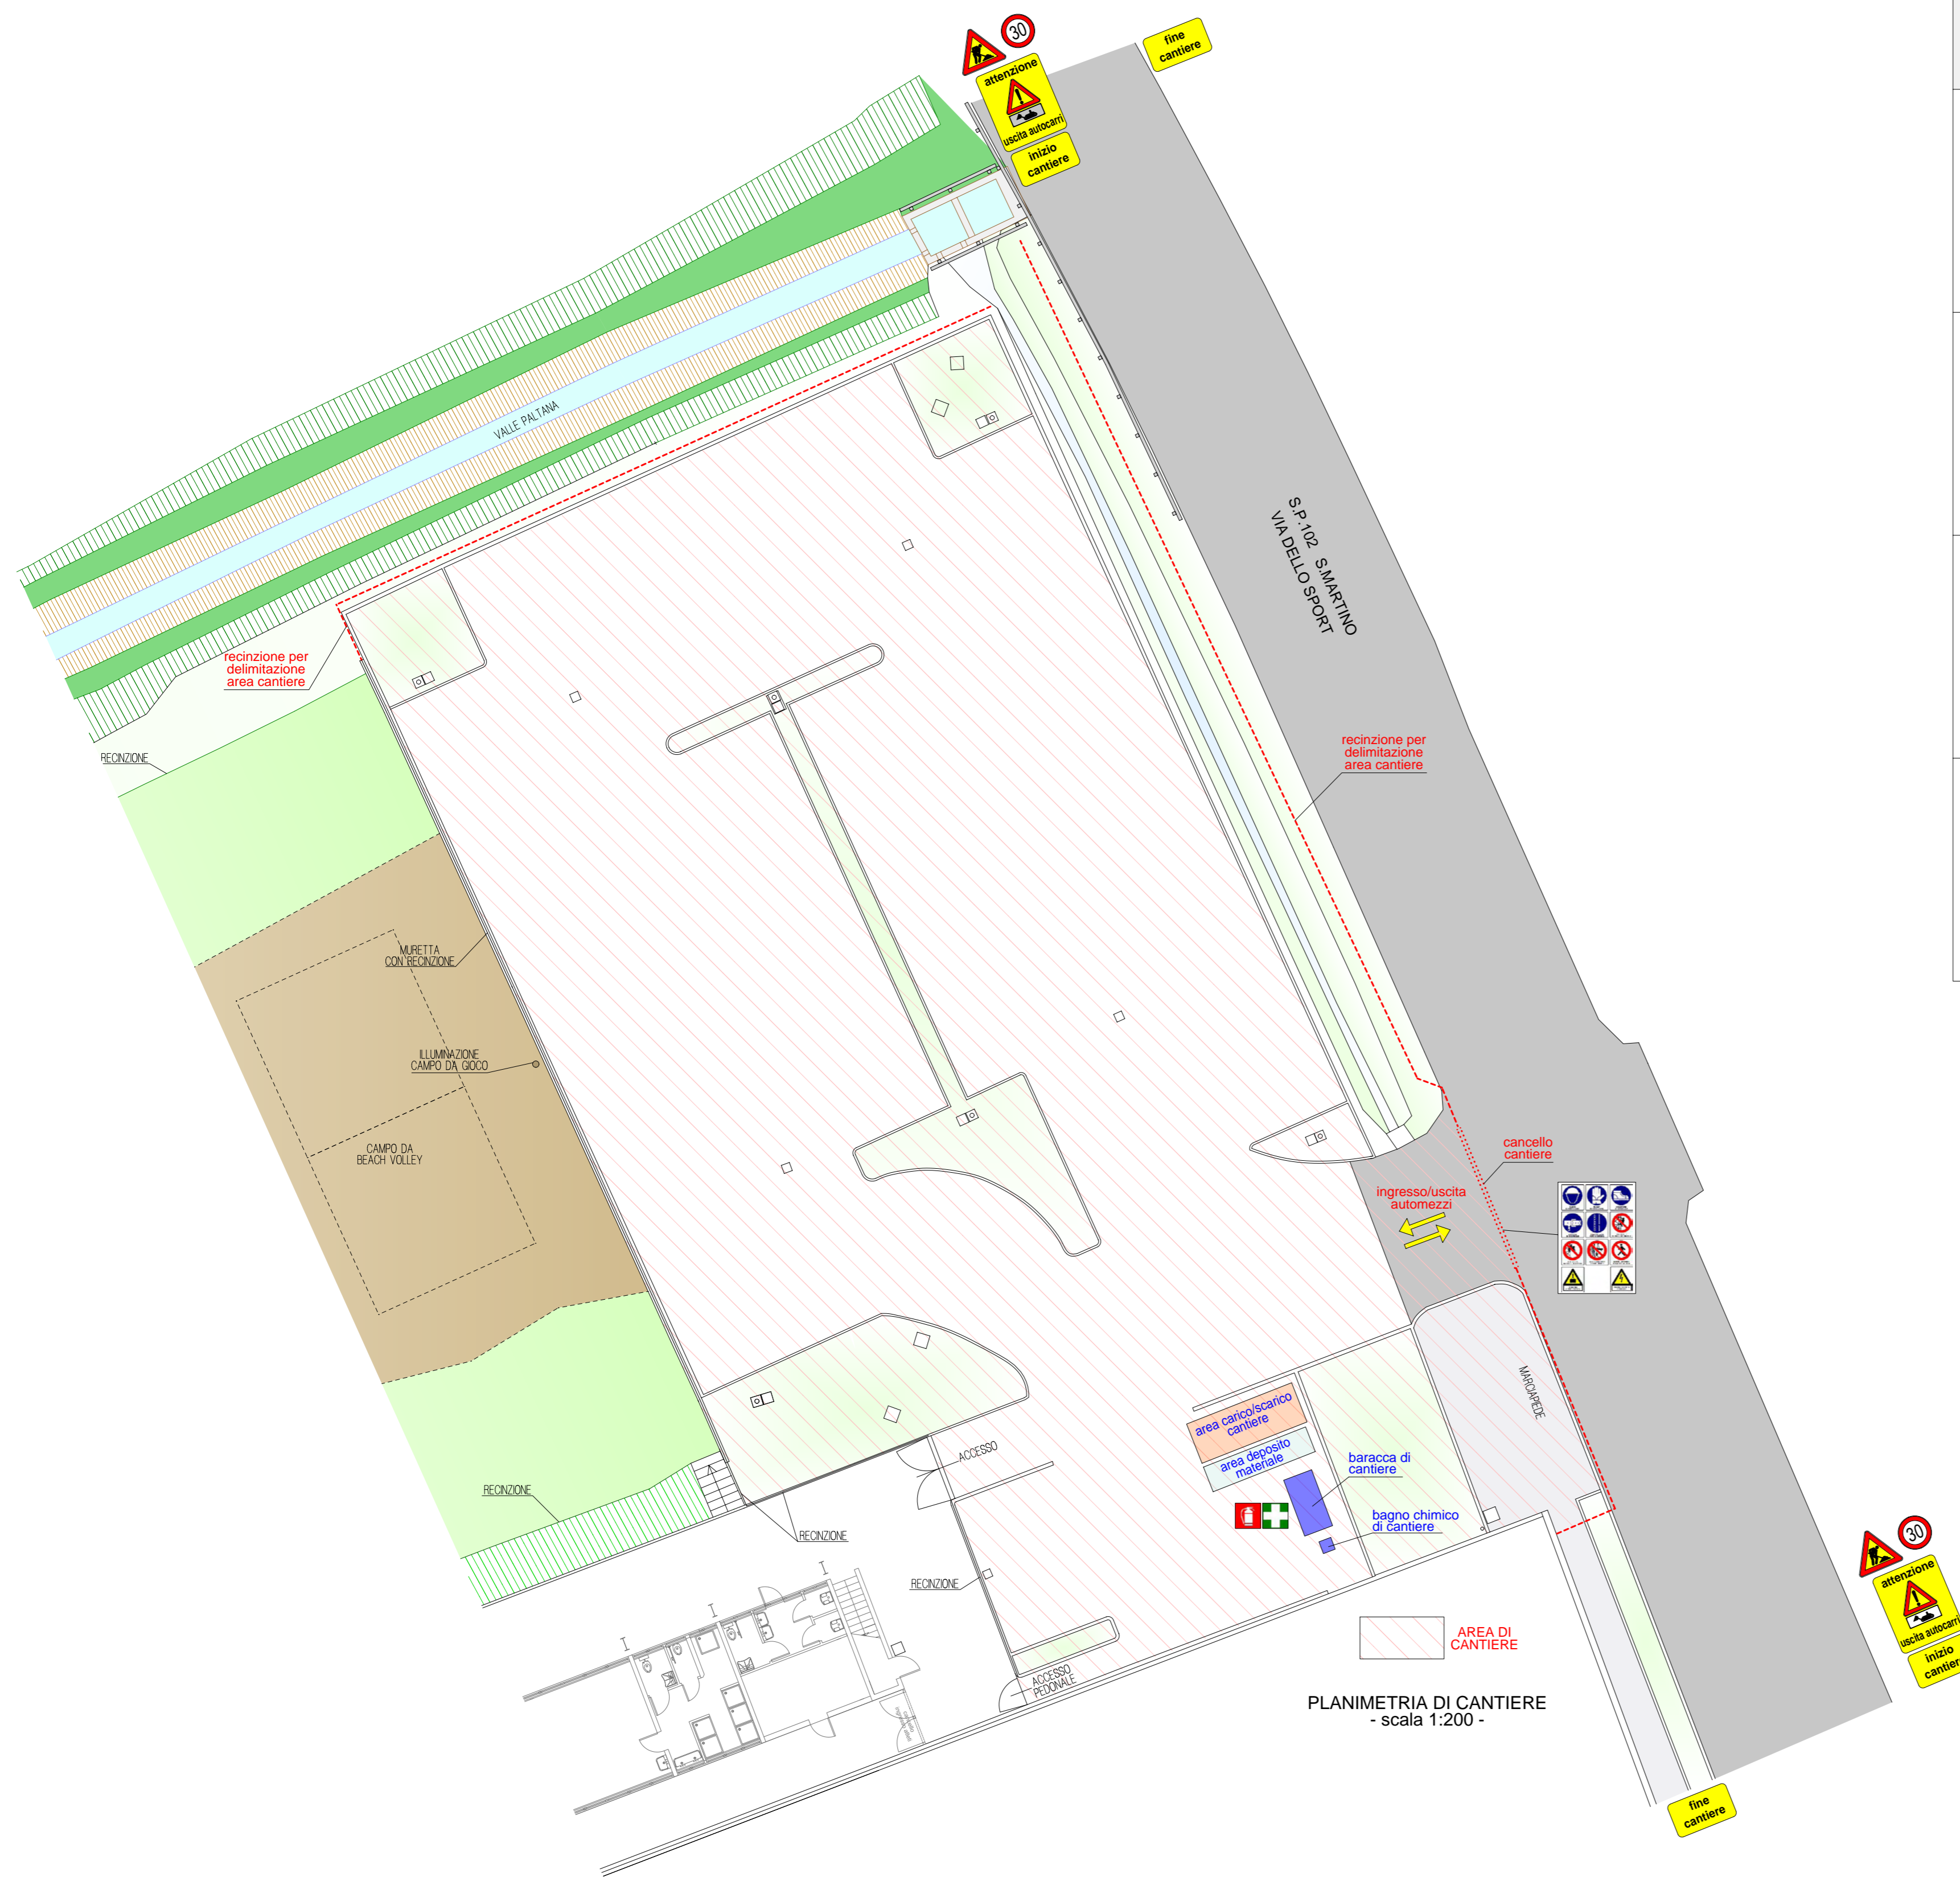 30
fine
cantiere
attenzione
uscita autocarri
inizio
cantiere
VALLE PALTANA
S.P.102 S.MARTINO
VIA DELLO SPORT
recinzione per
delimitazione
area cantiere
RECINZIONE
recinzione per
delimitazione
area cantiere
MURETTA
CON RECINZIONE
ILLUMINAZIONE
CAMPO DA GIOCO
CAMPO DA
BEACH VOLLEY
cancello
cantiere
ingresso/uscita
automezzi
MARCIAPIEDE
area carico/scarico
cantiere
area deposito
materiale
baracca di
cantiere
bagno chimico
di cantiere
ACCESSO
RECINZIONE
RECINZIONE
RECINZIONE
ACCESSO
PEDONALE
AREA DI
CANTIERE
PLANIMETRIA DI CANTIERE
- scala 1:200 -
30
attenzione
uscita autocarri
inizio
cantiere
fine
cantiere